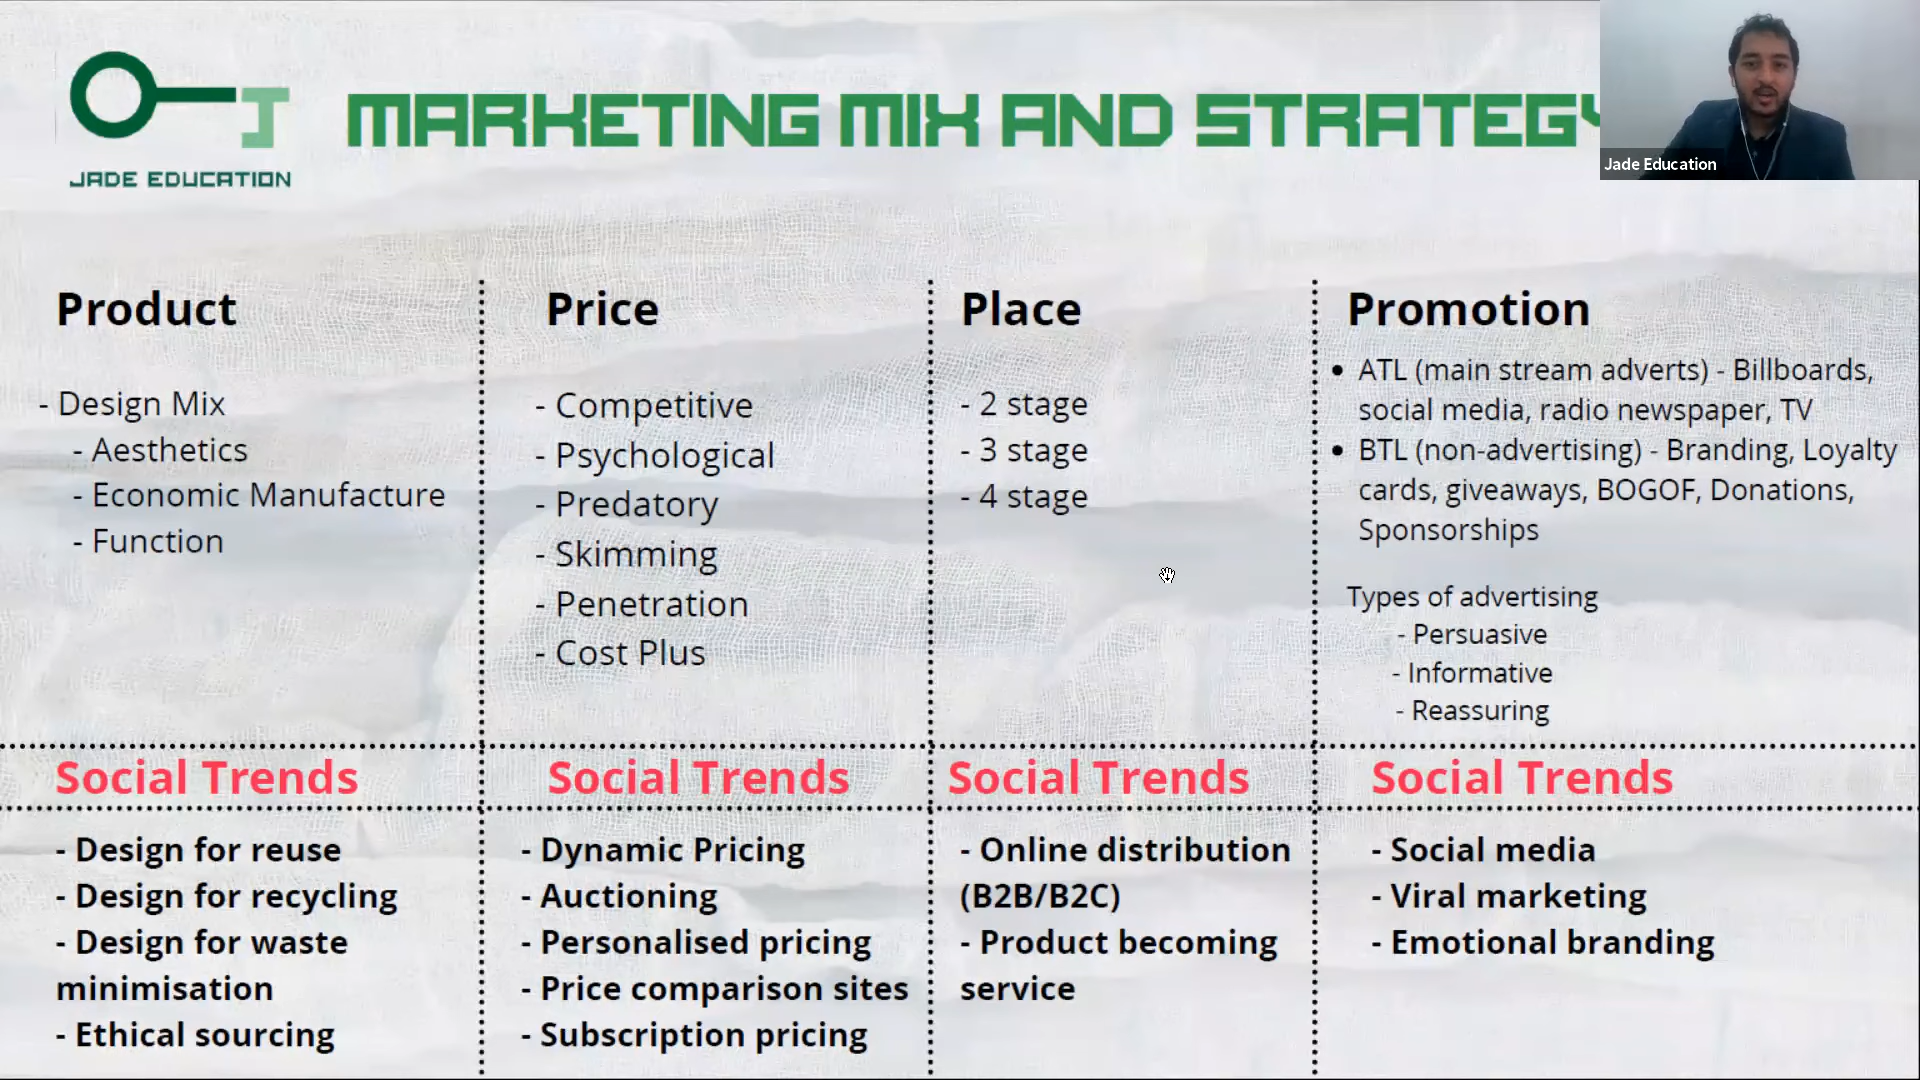 J
JADE EDUCATION
MARKETING MIX AND STRATEGY
Jade Education
Product
- Design Mix
- Aesthetics
- Economic Manufacture
- Function
Price
- Competitive
- Psychological
- Predatory
- Skimming
- Penetration
- Cost Plus
Place
- 2 stage
- 3 stage
- 4 stage
Promotion
• ATL (main stream adverts) - Billboards,
social media, radio newspaper, TV
• BTL (non-advertising) - Branding, Loyalty
cards, giveaways, BOGOF, Donations,
Sponsorships
Types of advertising
- Persuasive
- Informative
- Reassuring
Social Trends
- Design for reuse
- Design for recycling
- Design for waste
minimisation
- Ethical sourcing
Social Trends
- Dynamic Pricing
- Auctioning
- Personalised pricing
- Price comparison sites
- Subscription pricing
Social Trends
- Online distribution
(B2B/B2C)
- Product becoming
service
Social Trends
- Social media
- Viral marketing
- Emotional branding